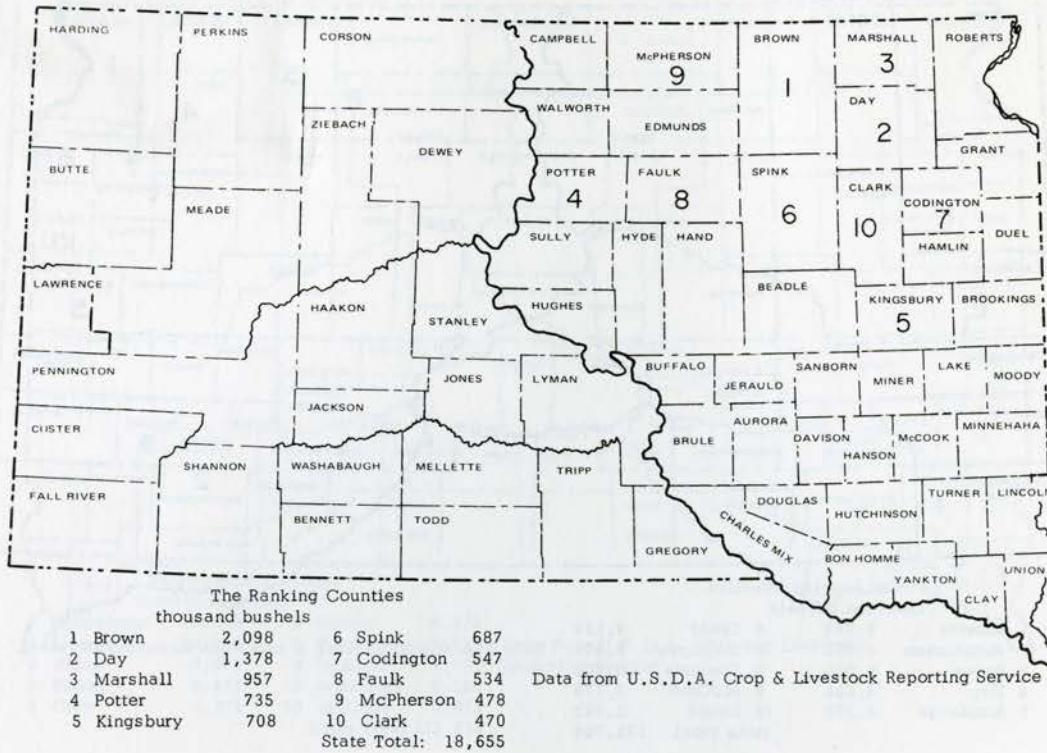 HARDING PERKINS CORSON CAMPBELL McPHERSON 9 BROWN 1 MARSHALL 3 ROBERTS
ZIEBACH DEWEY WALWORTH EDMUNDS DAY 2 GRANT
BUTTE MEADE POTTER 4 FAULK 8 SPINK 6 CLARK 10 CODINGTON 7 DUEL
SULLY HYDE HAND HAMLIN
LAWRENCE HAAKON STANLEY HUGHES BEADLE KINGSBURY 5 BROOKINGS
PENNINGTON JACKSON JONES LYMAN BUFFALO JERAULD SANBORN MINER LAKE MOODY
CUSTER BRULE AURORA DAVISON HANSON McCOOK MINNEHAHA
SHANNON WASHABAUGH MELLETTE TRIPP
FALL RIVER BENNETT TODD GREGORY CHARLES MIX DOUGLAS HUTCHINSON TURNER LINCOLN
BON HOMME YANKTON CLAY UNION
The Ranking Counties
thousand bushels
1 Brown 2,098 6 Spink 687
2 Day 1,378 7 Codington 547
3 Marshall 957 8 Faulk 534
4 Potter 735 9 McPherson 478
5 Kingsbury 708 10 Clark 470
State Total: 18,655
Data from U.S.D.A. Crop & Livestock Reporting Service